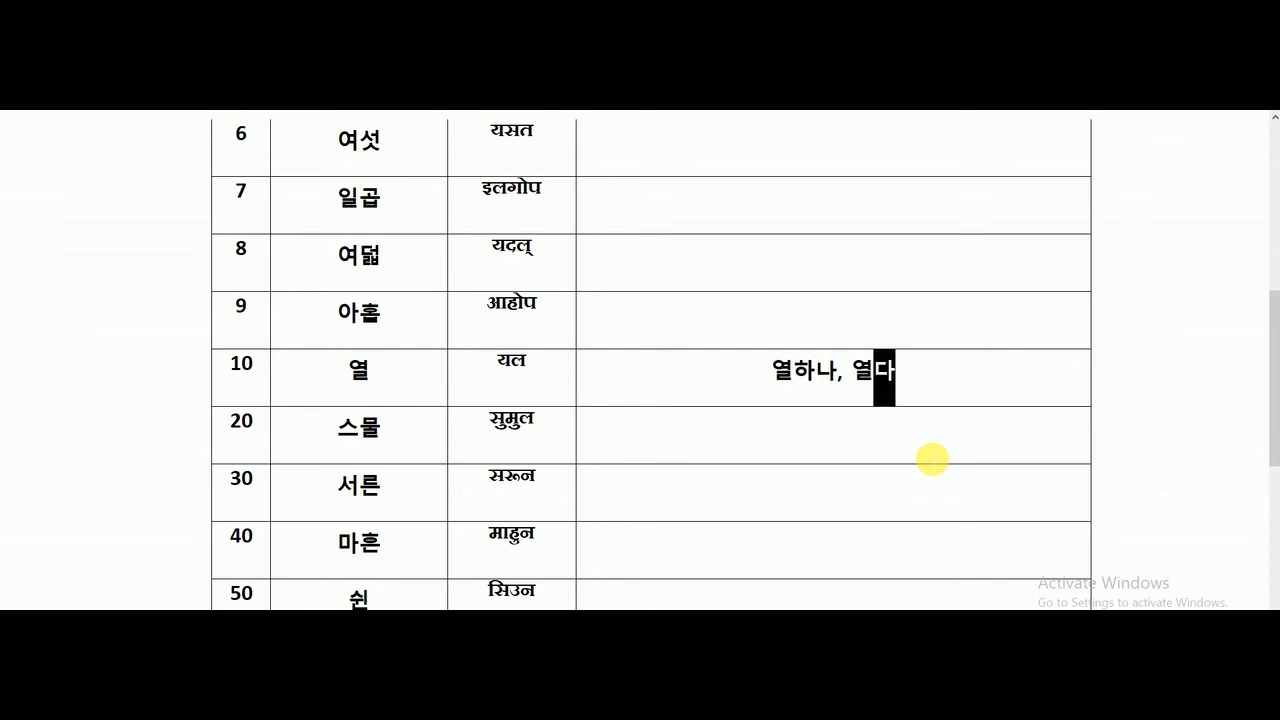 6 여섯 यसत
7 일곱 इलगोप
8 여덟 यदल्
9 아홉 आहोप
10 열 यल 열하나, 열다
20 스물 सुमुल
30 서른 सरून
40 마흔 माहुन
50 쉰 सिउन
Activate Windows
Go to Settings to activate Windows.